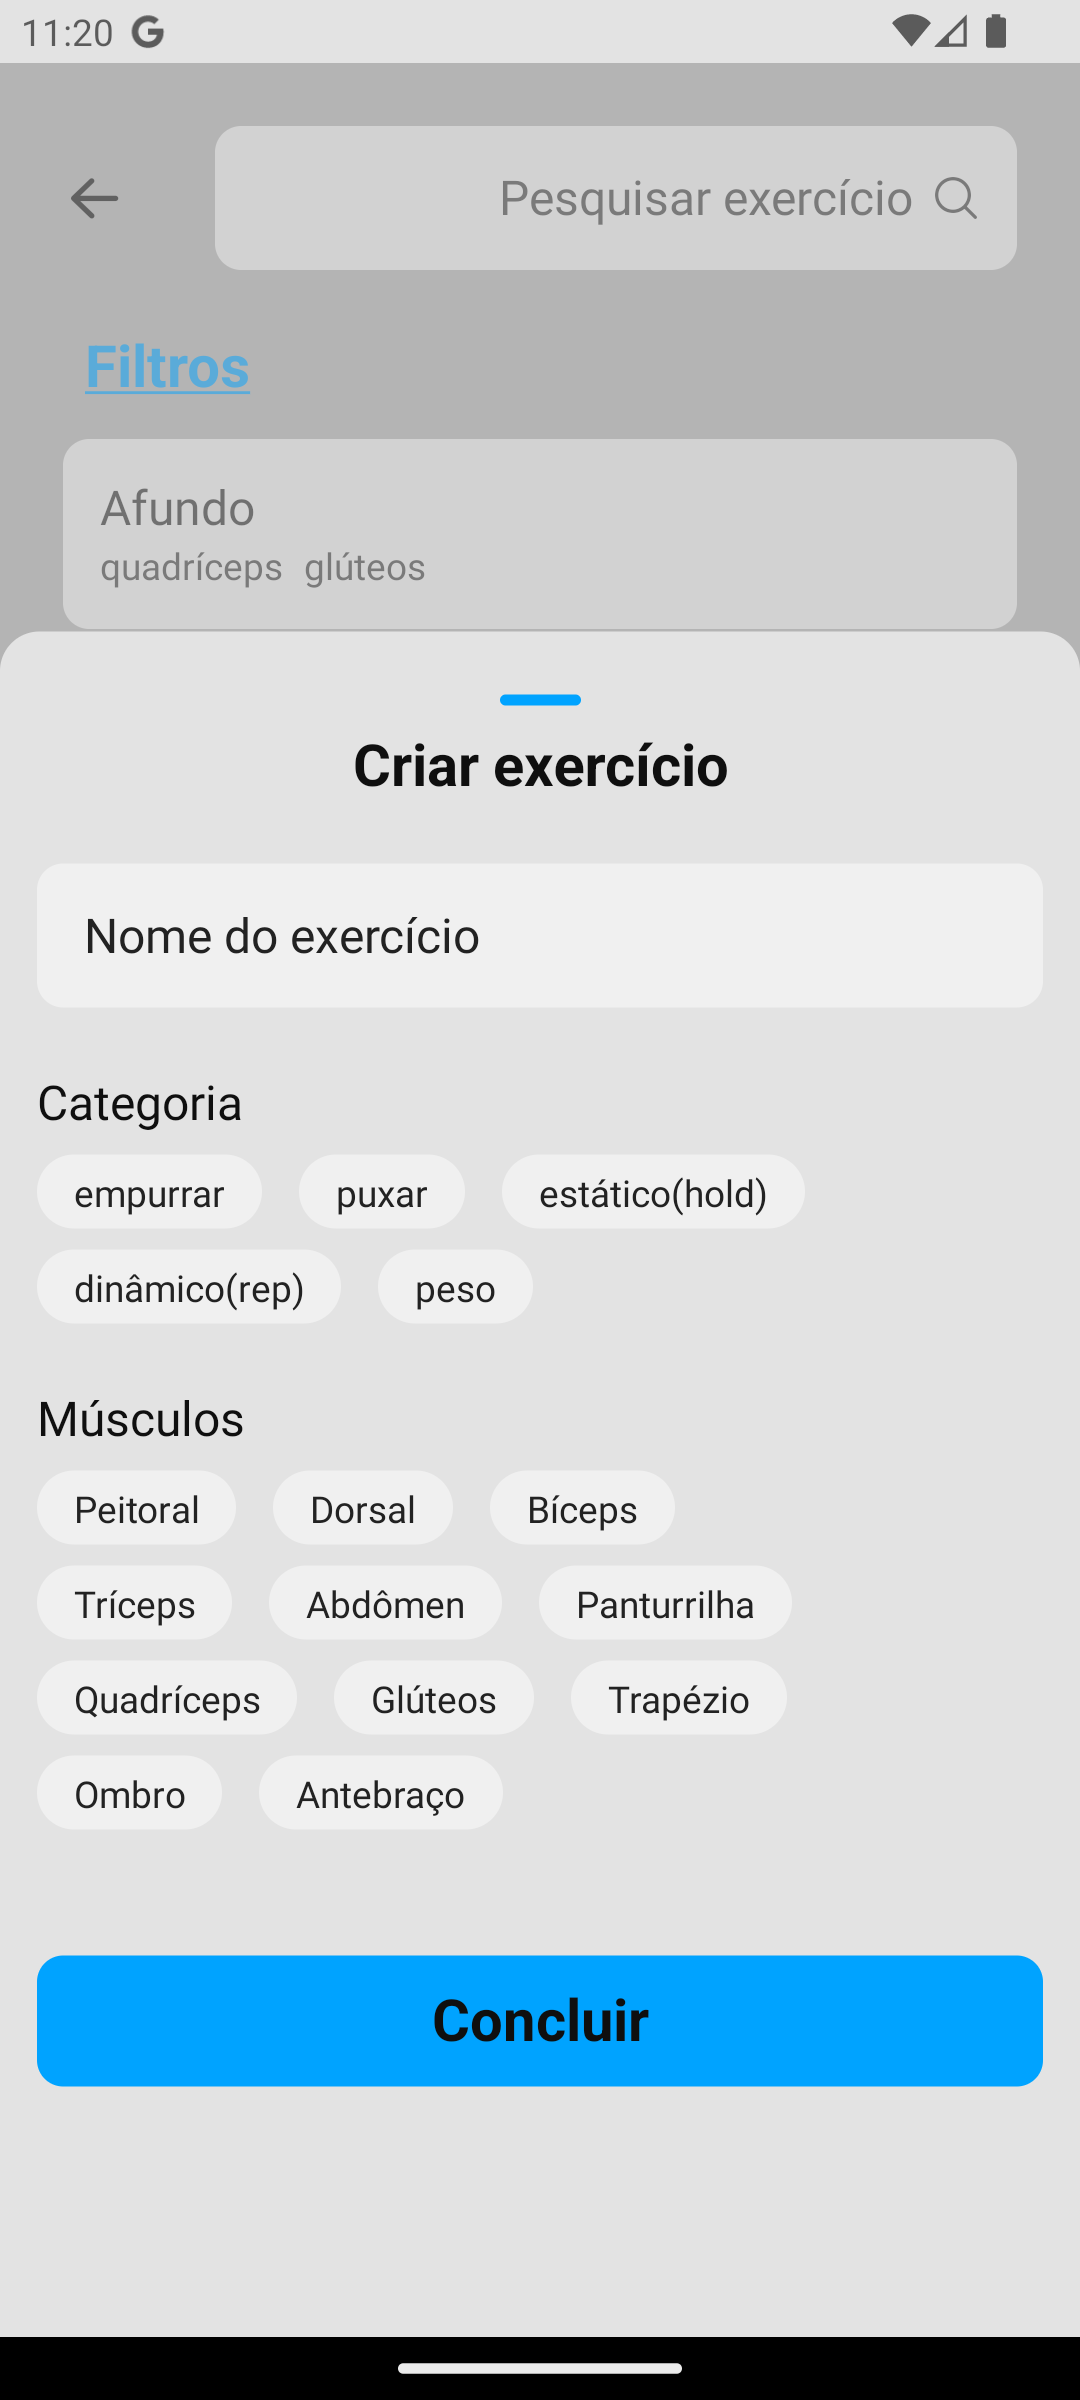 11:20
Pesquisar exercício
Filtros
Afundo
quadríceps glúteos
Criar exercício
Nome do exercício
Categoria
empurrar puxar estático(hold)
dinâmico(rep) peso
Músculos
Peitoral Dorsal Bíceps
Tríceps Abdômen Panturrilha
Quadríceps Glúteos Trapézio
Ombro Antebraço
Concluir